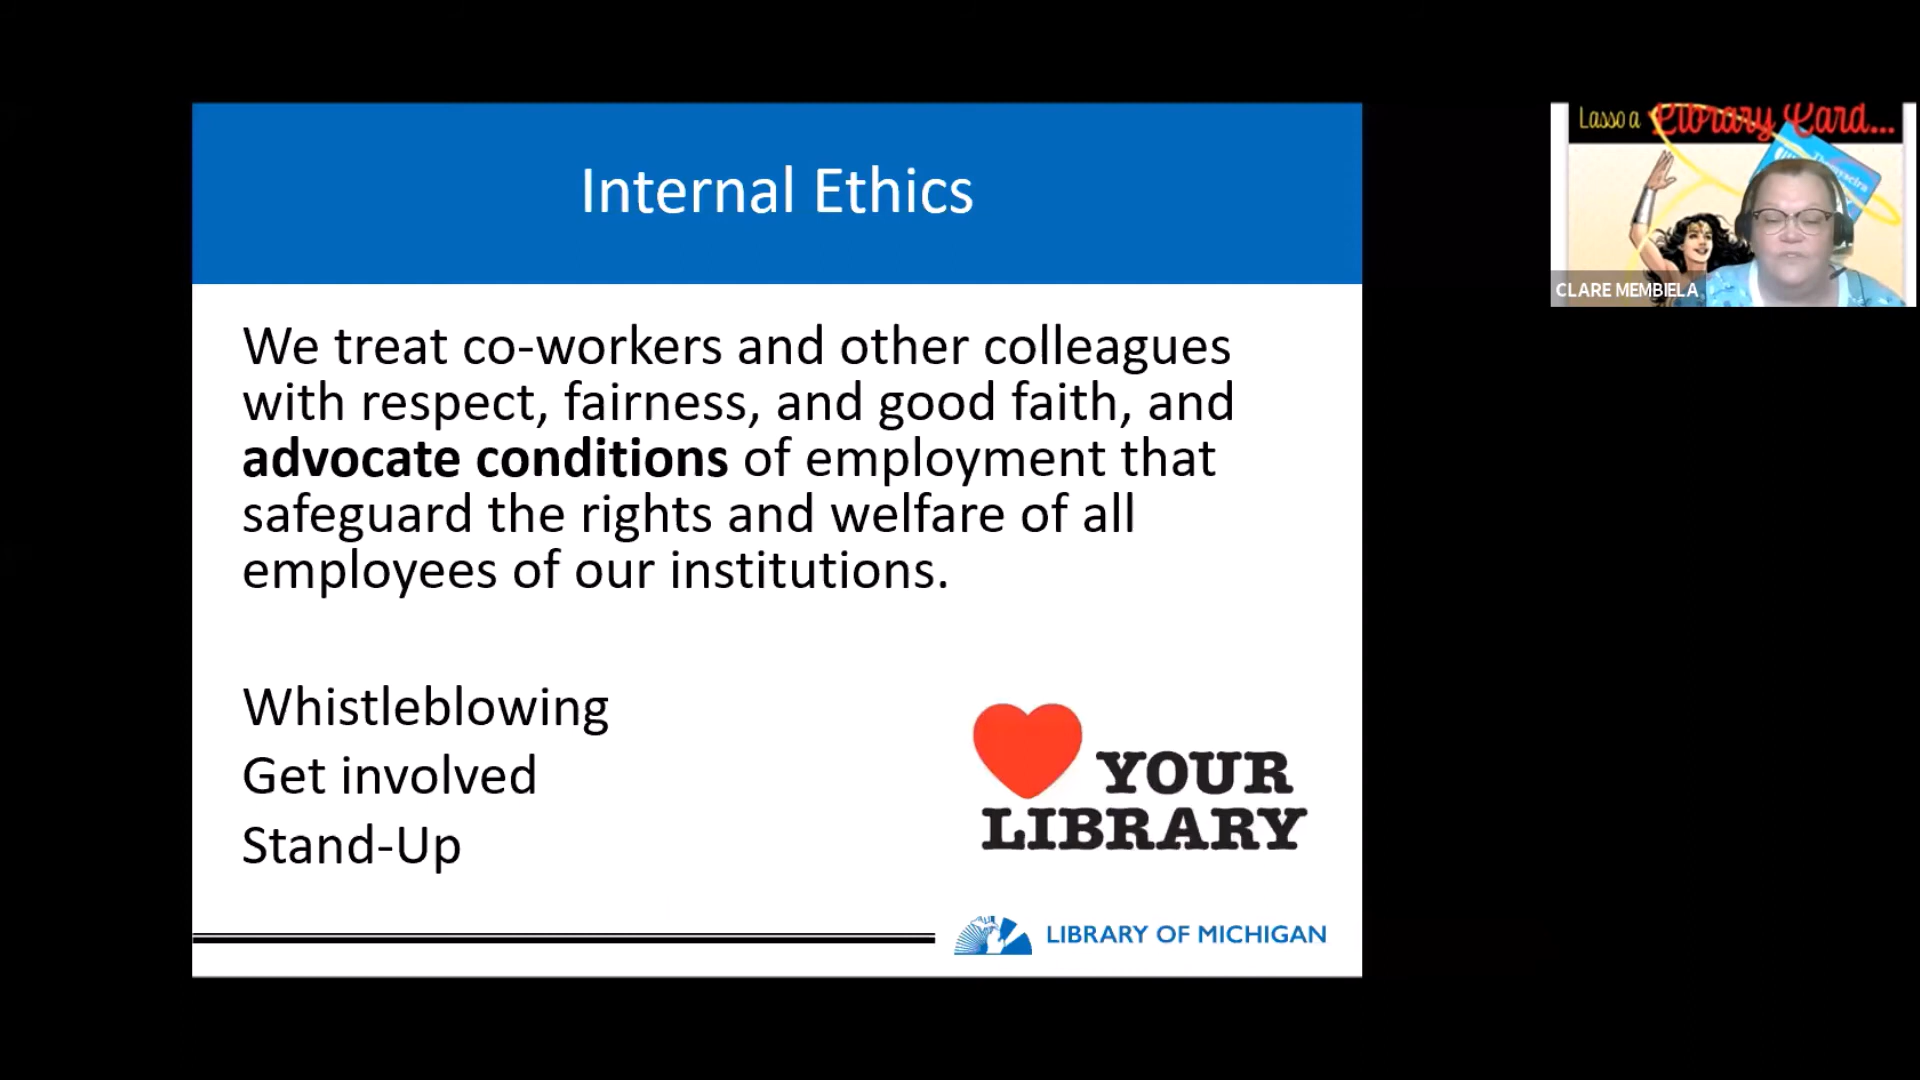 Internal Ethics
We treat co-workers and other colleagues
with respect, fairness, and good faith, and
advocate conditions of employment that
safeguard the rights and welfare of all
employees of our institutions.
Whistleblowing
Get involved
Stand-Up
YOUR
LIBRARY
LIBRARY OF MICHIGAN
Lasso a Library Card...
CLARE MEMBIELA